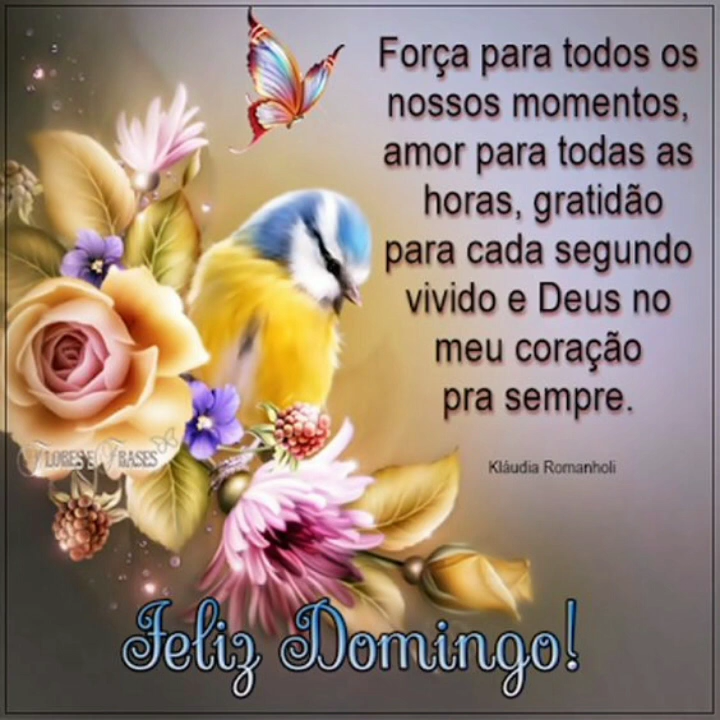 Força para todos os
nossos momentos,
amor para todas as
horas, gratidão
para cada segundo
vivido e Deus no
meu coração
pra sempre.
Kláudia Romanholi
Flores e Frases
Feliz Domingo!